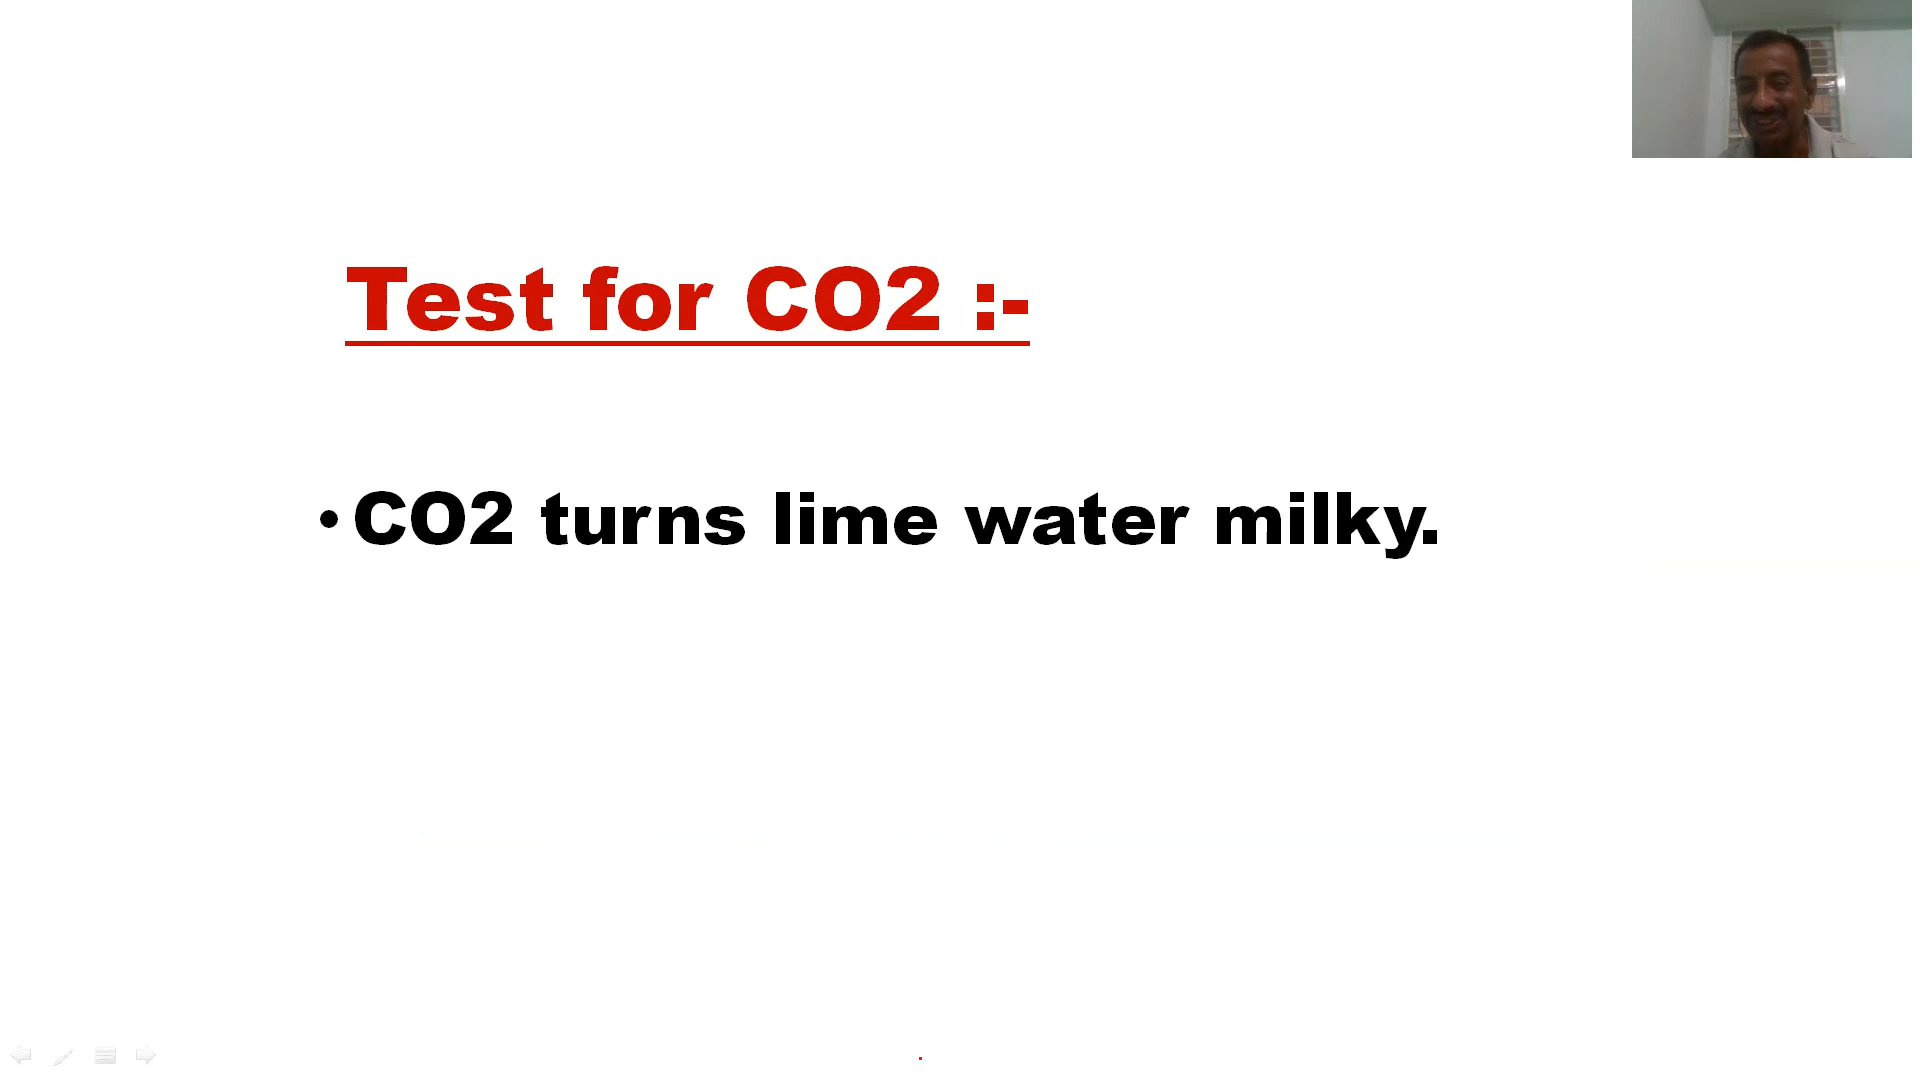 Test for CO2 :-
• CO2 turns lime water milky.